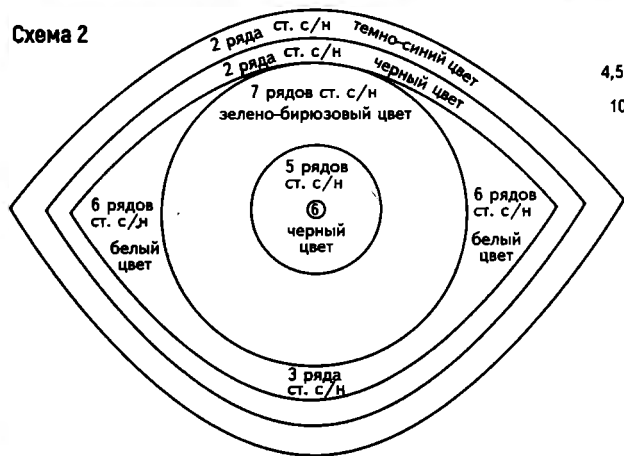 Схема 2
2 ряда ст. с/н темно-синий цвет
2 ряда ст. с/н черный цвет
7 рядов ст. с/н
зелено-бирюзовый цвет
5 рядов
ст. с/н
6
черный
цвет
6 рядов
ст. с/н
белый
цвет
6 рядов
ст. с/н
белый
цвет
3 ряда
ст. с/н
4,5
10